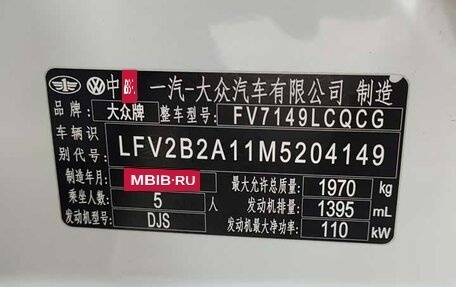 中 一汽-大众汽车有限公司 制造
品牌: 大众牌 整车型号: FV7149LCQCG
车辆识别代号: LFV2B2A11M5204149
制造年月: MBIB.RU 最大允许总质量: 1970 kg
乘坐人数: 5 人 发动机排量: 1395 mL
发动机型号: DJS 发动机最大净功率: 110 kW